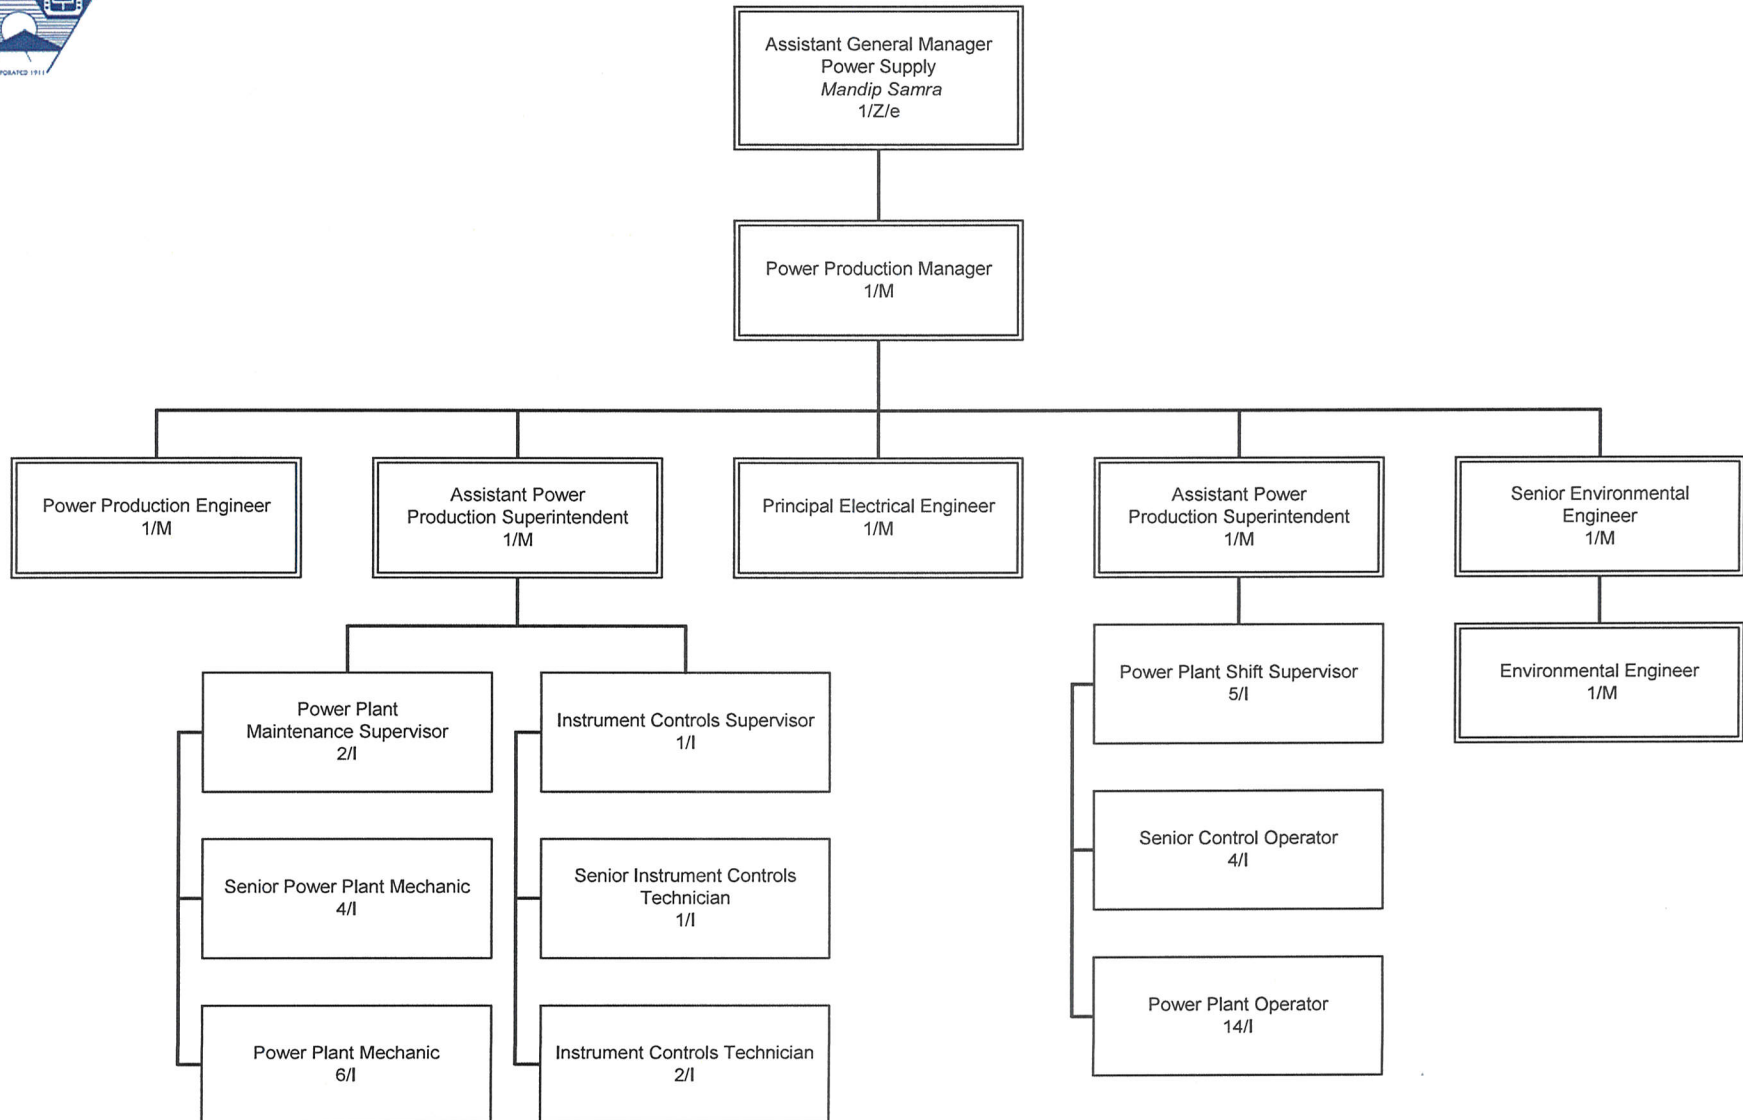 PORATED 1911
Assistant General Manager
Power Supply
Mandip Samra
1/Z/e
Power Production Manager
1/M
Power Production Engineer
1/M
Assistant Power
Production Superintendent
1/M
Principal Electrical Engineer
1/M
Assistant Power
Production Superintendent
1/M
Senior Environmental
Engineer
1/M
Power Plant
Maintenance Supervisor
2/I
Instrument Controls Supervisor
1/I
Power Plant Shift Supervisor
5/I
Environmental Engineer
1/M
Senior Power Plant Mechanic
4/I
Senior Instrument Controls
Technician
1/I
Senior Control Operator
4/I
Power Plant Mechanic
6/I
Instrument Controls Technician
2/I
Power Plant Operator
14/I